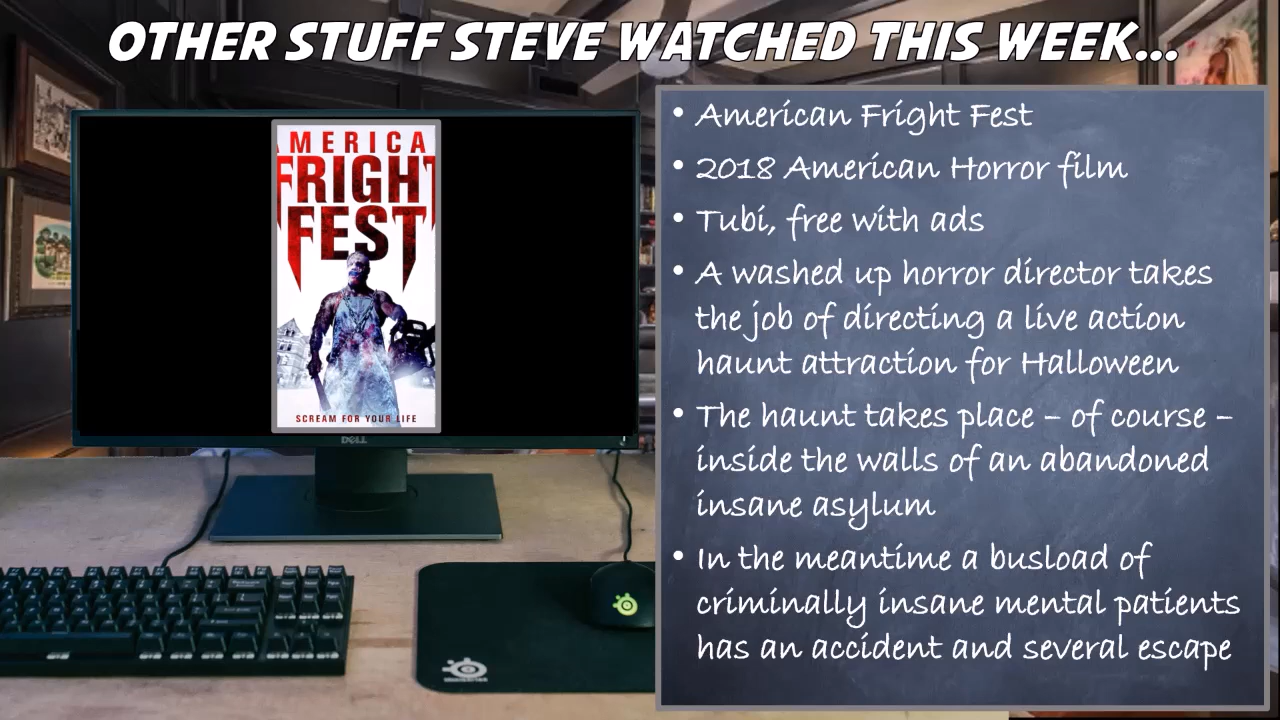 OTHER STUFF STEVE WATCHED THIS WEEK...
AMERICA
FRIGHT
FEST
SCREAM FOR YOUR LIFE
DELL
• American Fright Fest
• 2018 American Horror film
• Tubi, free with ads
• A washed up horror director takes
the job of directing a live action
haunt attraction for Halloween
• The haunt takes place – of course –
inside the walls of an abandoned
insane asylum
• In the meantime a busload of
criminally insane mental patients
has an accident and several escape